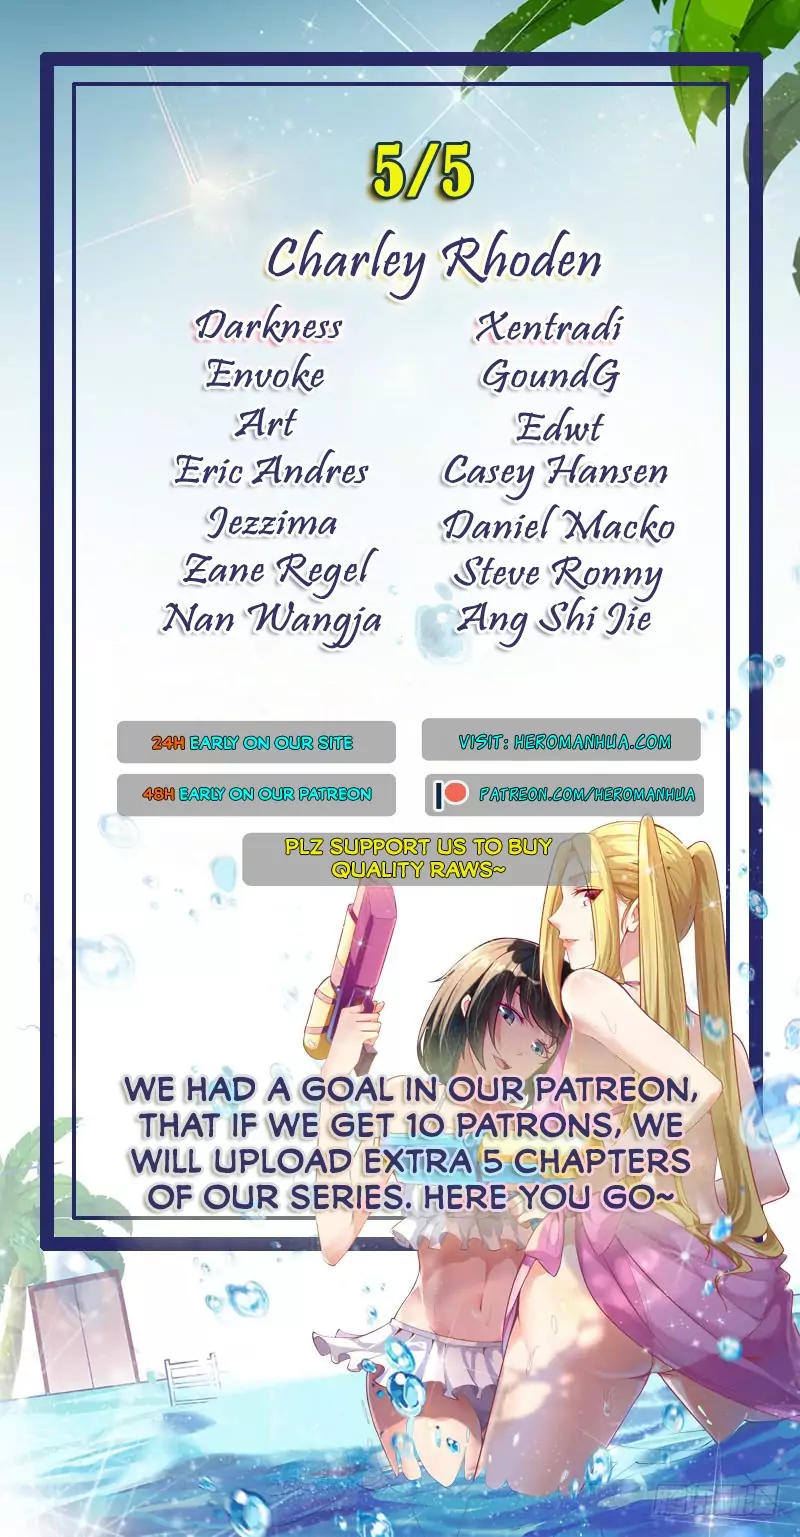 5/5
Charley Rhoden
Darkness
Xentradi
Envoke
GoundG
Art
Edwt
Eric Andres
Casey Hansen
Jezzima
Daniel Macko
Zane Regel
Steve Ronny
Nan Wangja
Ang Shi Jie
24H EARLY ON OUR SITE
VISIT: HEROMANHUA.COM
48H EARLY ON OUR PATREON
PATREON.COM/HEROMANHUA
PLZ SUPPORT US TO BUY
QUALITY RAWS~
WE HAD A GOAL IN OUR PATREON,
THAT IF WE GET 10 PATRONS, WE
WILL UPLOAD EXTRA 5 CHAPTERS
OF OUR SERIES. HERE YOU GO~